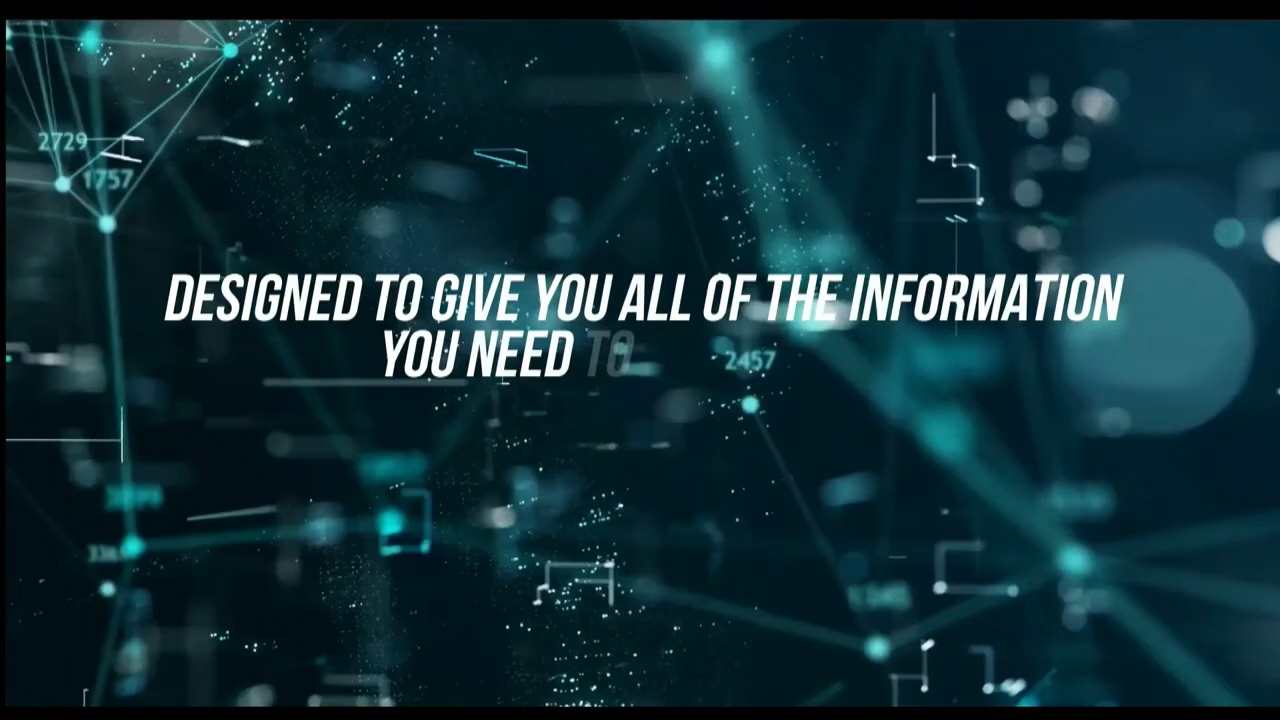 2729
1757
DESIGNED TO GIVE YOU ALL OF THE INFORMATION
YOU NEED TO
2457